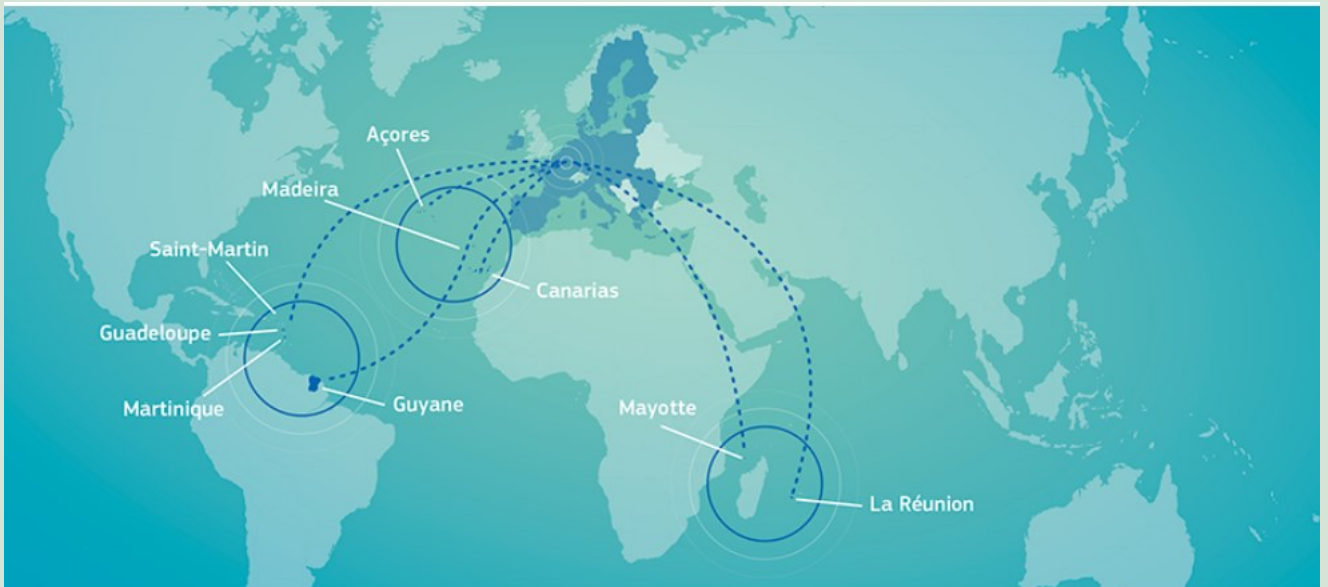 Açores
Madeira
Saint-Martin
Canarias
Guadeloupe
Martinique
Guyane
Mayotte
La Réunion